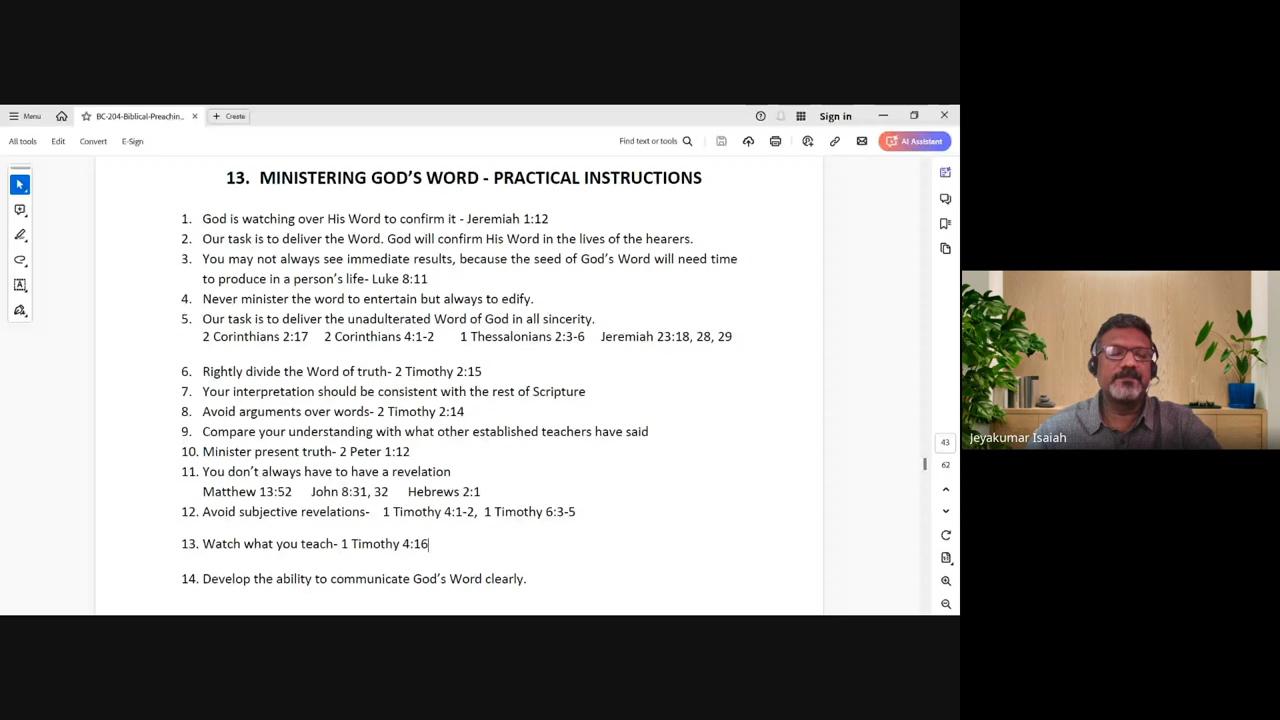 Menu
BC-204-Biblical-Preachin...
Create
Sign in
All tools
Edit
Convert
E-Sign
Find text or tools
AI Assistant
13. MINISTERING GOD'S WORD - PRACTICAL INSTRUCTIONS
1. God is watching over His Word to confirm it - Jeremiah 1:12
2. Our task is to deliver the Word. God will confirm His Word in the lives of the hearers.
3. You may not always see immediate results, because the seed of God's Word will need time
to produce in a person's life- Luke 8:11
4. Never minister the word to entertain but always to edify.
5. Our task is to deliver the unadulterated Word of God in all sincerity.
2 Corinthians 2:17 2 Corinthians 4:1-2 1 Thessalonians 2:3-6 Jeremiah 23:18, 28, 29
6. Rightly divide the Word of truth- 2 Timothy 2:15
7. Your interpretation should be consistent with the rest of Scripture
8. Avoid arguments over words- 2 Timothy 2:14
9. Compare your understanding with what other established teachers have said
10. Minister present truth- 2 Peter 1:12
11. You don't always have to have a revelation
Matthew 13:52 John 8:31, 32 Hebrews 2:1
12. Avoid subjective revelations- 1 Timothy 4:1-2, 1 Timothy 6:3-5
13. Watch what you teach- 1 Timothy 4:16
14. Develop the ability to communicate God's Word clearly.
43
62
Jeyakumar Isaiah